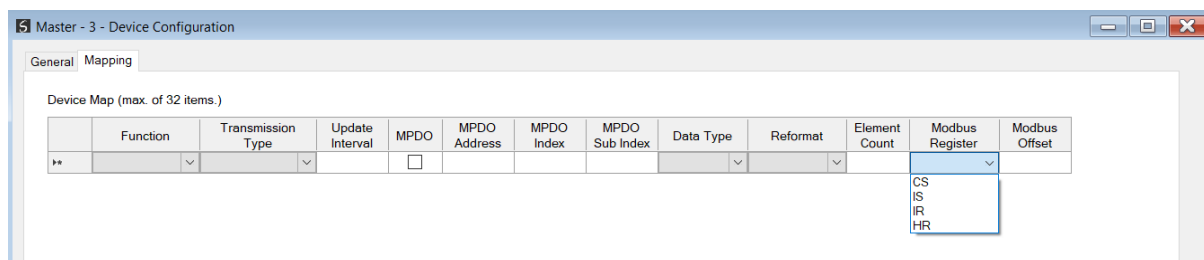 Master - 3 - Device Configuration
General Mapping
Device Map (max. of 32 items.)
Function Transmission Type Update Interval MPDO MPDO Address MPDO Index MPDO Sub Index Data Type Reformat Element Count Modbus Register Modbus Offset
CS
IS
IR
HR